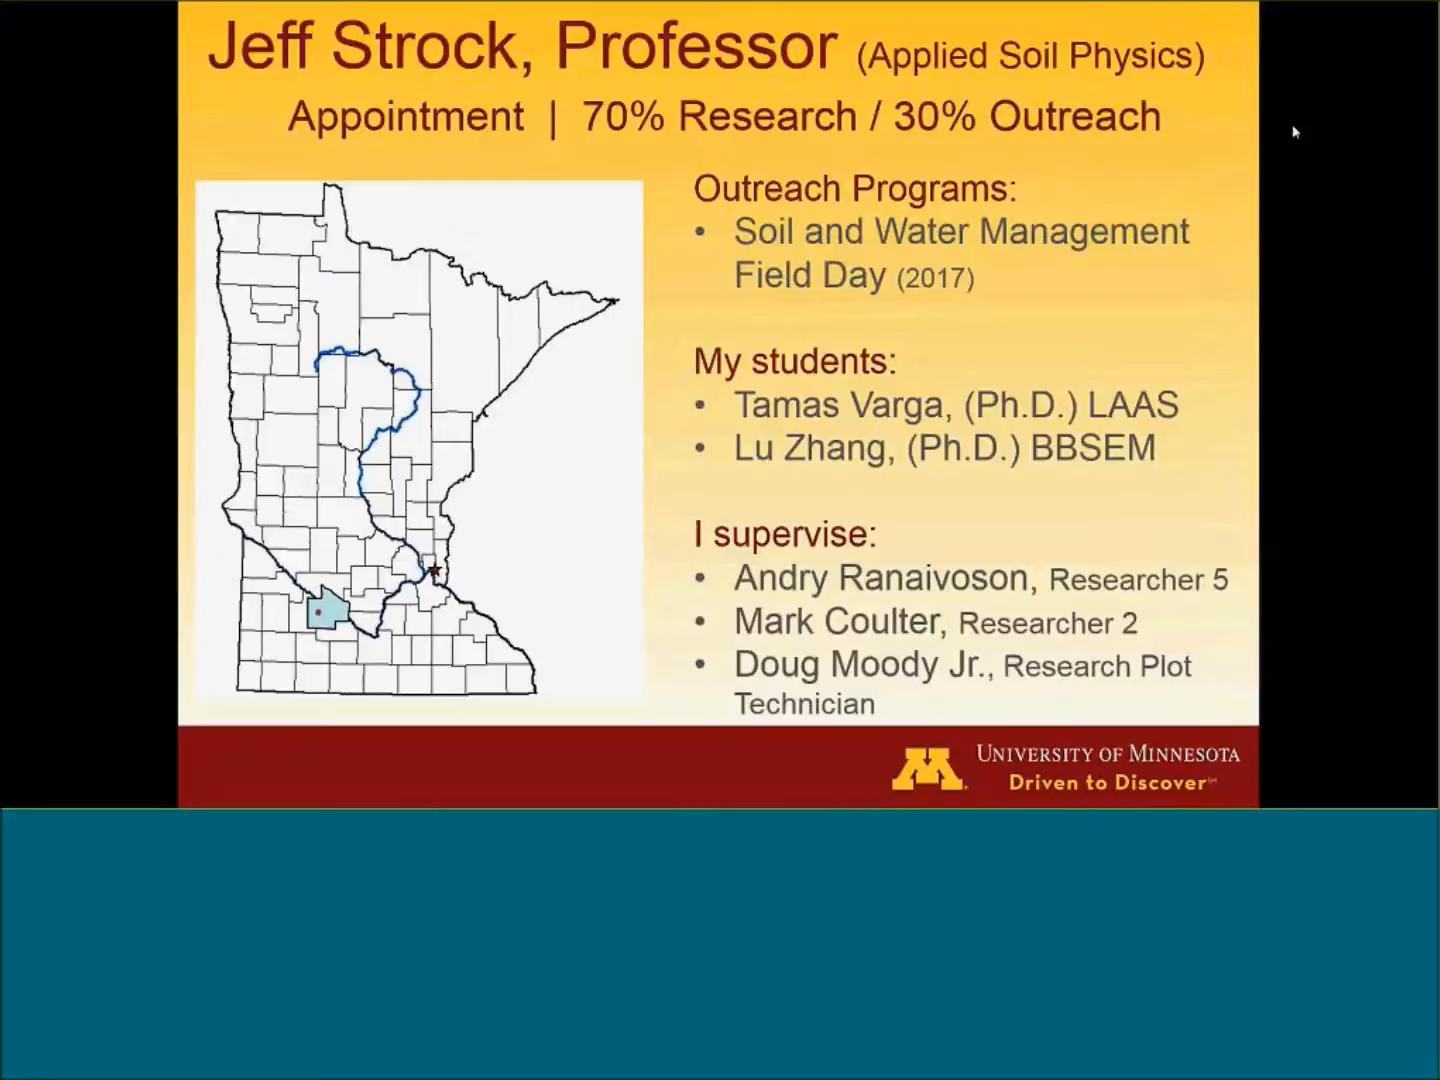 Jeff Strock, Professor (Applied Soil Physics)
Appointment | 70% Research / 30% Outreach
Outreach Programs:
• Soil and Water Management
Field Day (2017)
My students:
• Tamas Varga, (Ph.D.) LAAS
• Lu Zhang, (Ph.D.) BBSEM
I supervise:
• Andry Ranaivoson, Researcher 5
• Mark Coulter, Researcher 2
• Doug Moody Jr., Research Plot
Technician
M
UNIVERSITY OF MINNESOTA
Driven to Discover℠